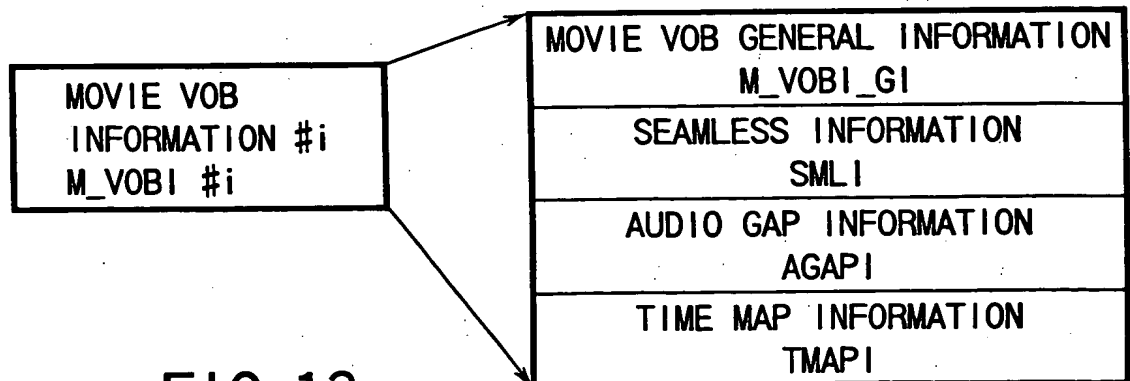 MOVIE VOB
INFORMATION #i
M_VOBI #i
MOVIE VOB GENERAL INFORMATION
M_VOBI_GI
SEAMLESS INFORMATION
SMLI
AUDIO GAP INFORMATION
AGAPI
TIME MAP INFORMATION
TMAPI